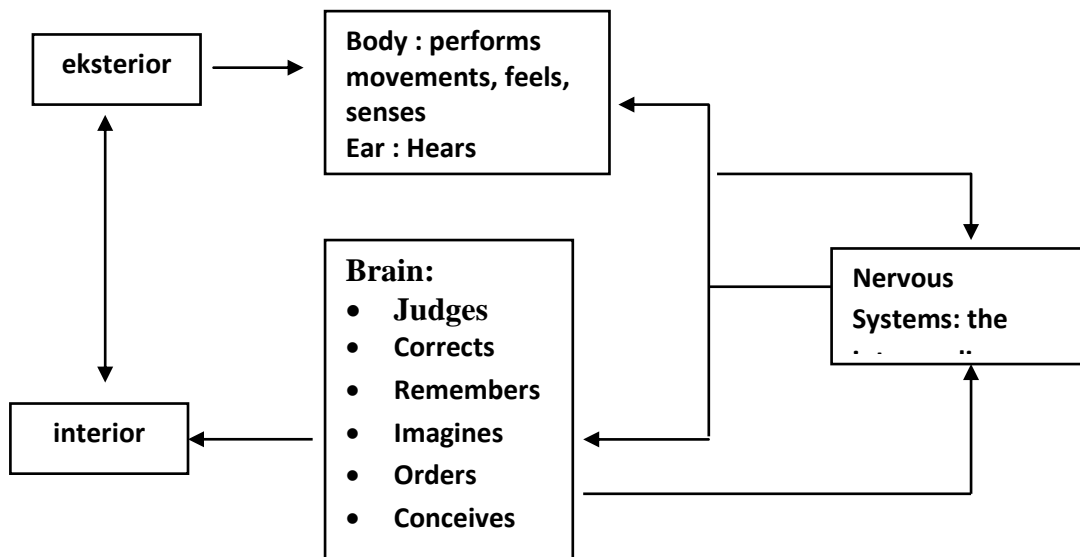 eksterior
Body : performs
movements, feels,
senses
Ear : Hears
Brain:
• Judges
• Corrects
• Remembers
• Imagines
• Orders
• Conceives
Nervous
Systems: the
interior